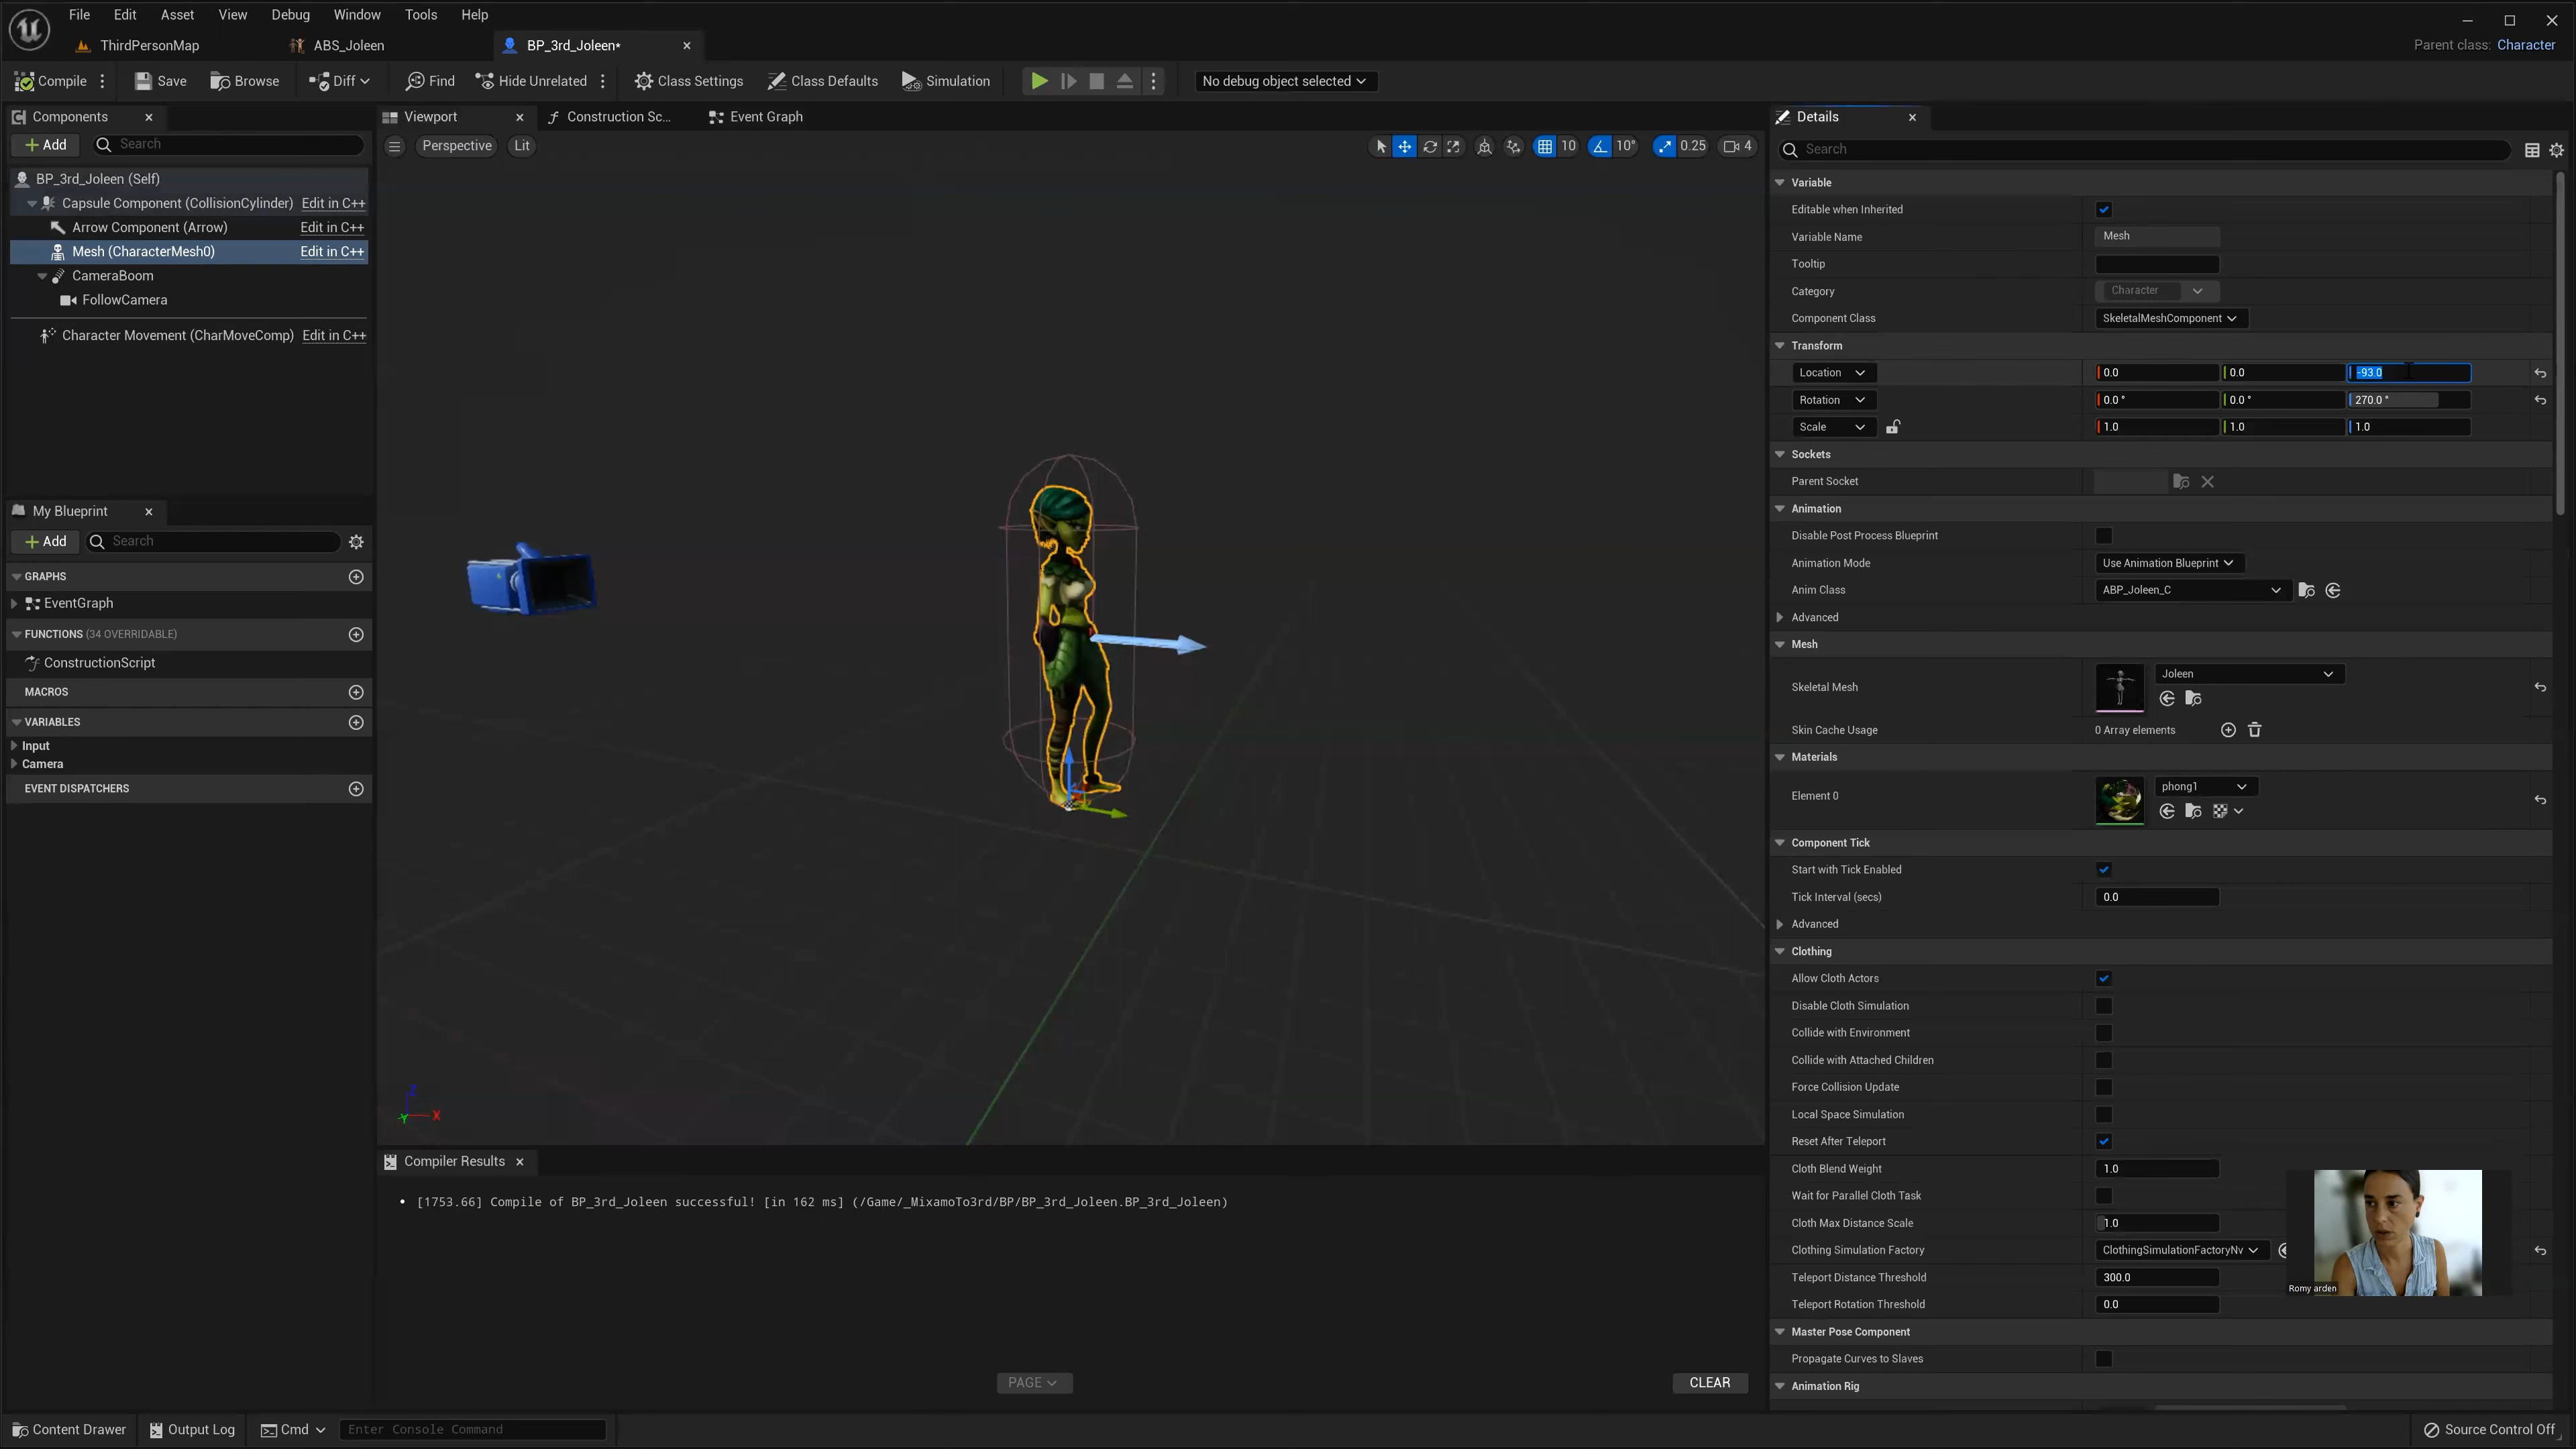 File Edit Asset View Debug Window Tools Help
ThirdPersonMap ABS_Joleen BP_3rd_Joleen* Parent class: Character
Compile Save Browse Diff Find Hide Unrelated Class Settings Class Defaults Simulation No debug object selected
Components
Add Search
BP_3rd_Joleen (Self)
Capsule Component (CollisionCylinder) Edit in C++
Arrow Component (Arrow) Edit in C++
Mesh (CharacterMesh0) Edit in C++
CameraBoom
FollowCamera
Character Movement (CharMoveComp) Edit in C++
My Blueprint
Add Search
GRAPHS
EventGraph
FUNCTIONS (34 OVERRIDABLE)
ConstructionScript
MACROS
VARIABLES
Input
Camera
EVENT DISPATCHERS
Viewport Construction Sc... Event Graph
Perspective Lit 10 10° 0.25 4
Z
Y X
Compiler Results
[1753.66] Compile of BP_3rd_Joleen successful! [in 162 ms] (/Game/_MixamoTo3rd/BP/BP_3rd_Joleen.BP_3rd_Joleen)
PAGE CLEAR
Details
Search
Variable
Editable when Inherited
Variable Name Mesh
Tooltip
Category Character
Component Class SkeletalMeshComponent
Transform
Location 0.0 0.0 -93.0
Rotation 0.0 ° 0.0 ° 270.0 °
Scale 1.0 1.0 1.0
Sockets
Parent Socket
Animation
Disable Post Process Blueprint
Animation Mode Use Animation Blueprint
Anim Class ABP_Joleen_C
Advanced
Mesh
Skeletal Mesh Joleen
Skin Cache Usage 0 Array elements
Materials
Element 0 phong1
Component Tick
Start with Tick Enabled
Tick Interval (secs) 0.0
Advanced
Clothing
Allow Cloth Actors
Disable Cloth Simulation
Collide with Environment
Collide with Attached Children
Force Collision Update
Local Space Simulation
Reset After Teleport
Cloth Blend Weight 1.0
Wait for Parallel Cloth Task
Cloth Max Distance Scale 1.0
Clothing Simulation Factory ClothingSimulationFactoryNv
Teleport Distance Threshold 300.0
Teleport Rotation Threshold 0.0
Romy arden
Master Pose Component
Propagate Curves to Slaves
Animation Rig
Content Drawer Output Log Cmd Enter Console Command Source Control Off